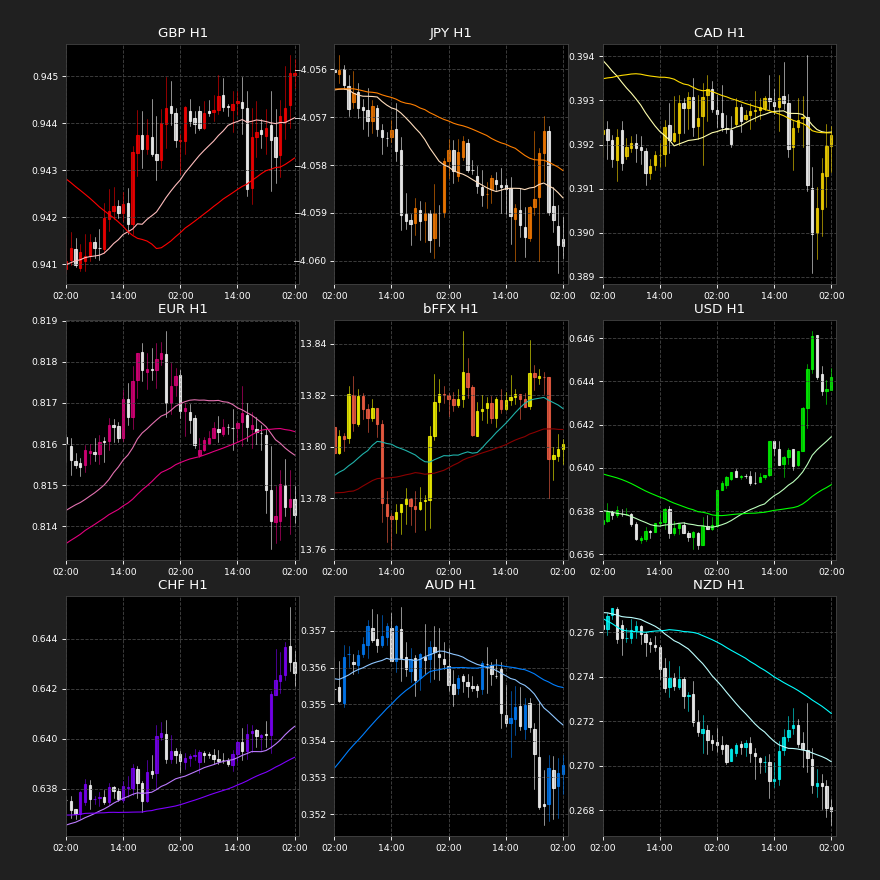 GBP H1 JPY H1 CAD H1
0.945 0.944 0.943 0.942 0.941
−4.056 −4.057 −4.058 −4.059 −4.060
0.394 0.393 0.392 0.391 0.390 0.389
02:00 14:00 02:00 14:00 02:00 02:00 14:00 02:00 14:00 02:00 02:00 14:00 02:00 14:00 02:00
EUR H1 bFFX H1 USD H1
0.819 0.818 0.817 0.816 0.815 0.814
13.84 13.82 13.80 13.78 13.76
0.646 0.644 0.642 0.640 0.638 0.636
02:00 14:00 02:00 14:00 02:00 02:00 14:00 02:00 14:00 02:00 02:00 14:00 02:00 14:00 02:00
CHF H1 AUD H1 NZD H1
0.644 0.642 0.640 0.638
0.357 0.356 0.355 0.354 0.353 0.352
0.276 0.274 0.272 0.270 0.268
02:00 14:00 02:00 14:00 02:00 02:00 14:00 02:00 14:00 02:00 02:00 14:00 02:00 14:00 02:00